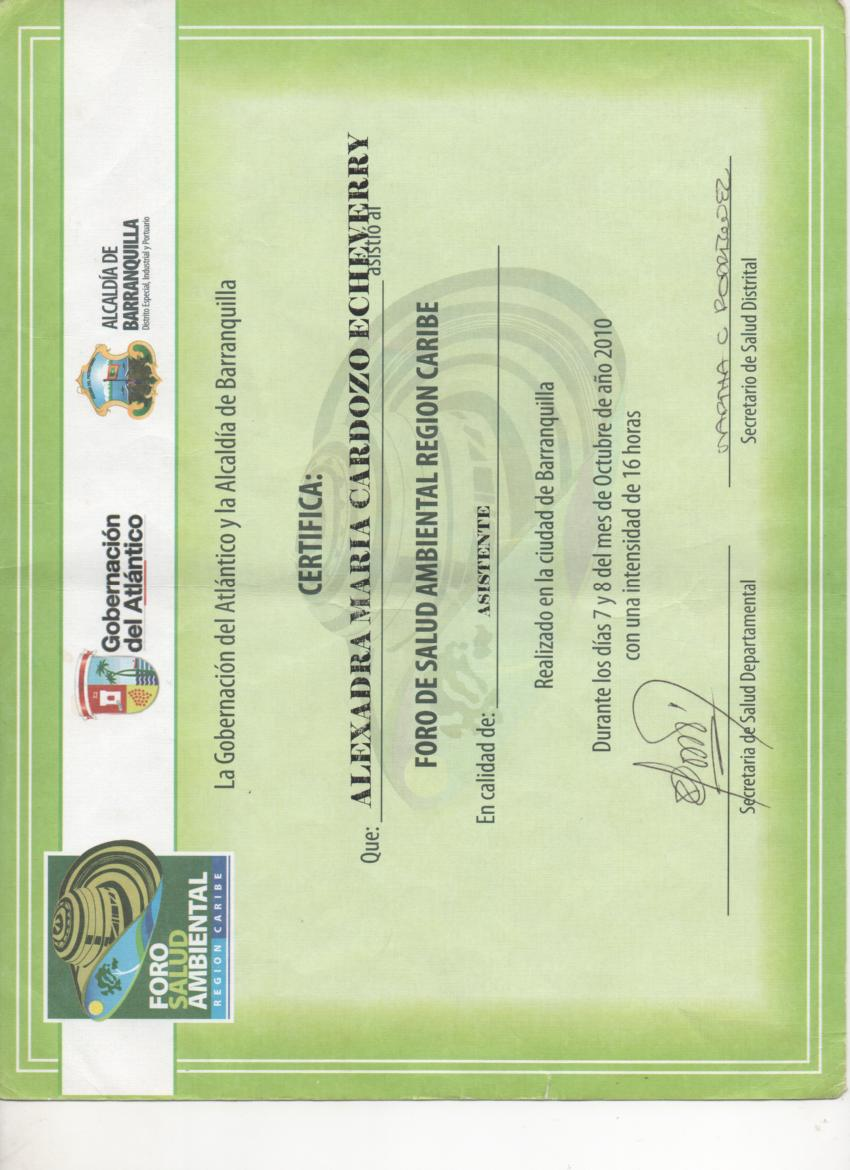 FORO
SALUD
AMBIENTAL
REGION CARIBE
Gobernación
del Atlántico
ALCALDÍA DE
BARRANQUILLA
Distrito Especial, Industrial y Portuario
La Gobernación del Atlántico y la Alcaldía de Barranquilla
CERTIFICA:
Que: ALEXADRA MARIA CARDOZO ECHEVERRY asistió al
FORO DE SALUD AMBIENTAL REGION CARIBE
En calidad de: ASISTENTE
Realizado en la ciudad de Barranquilla
Durante los días 7 y 8 del mes de Octubre de año 2010
con una intensidad de 16 horas
MARTHA C RODRIGUEZ
Secretaria de Salud Departamental
Secretario de Salud Distrital